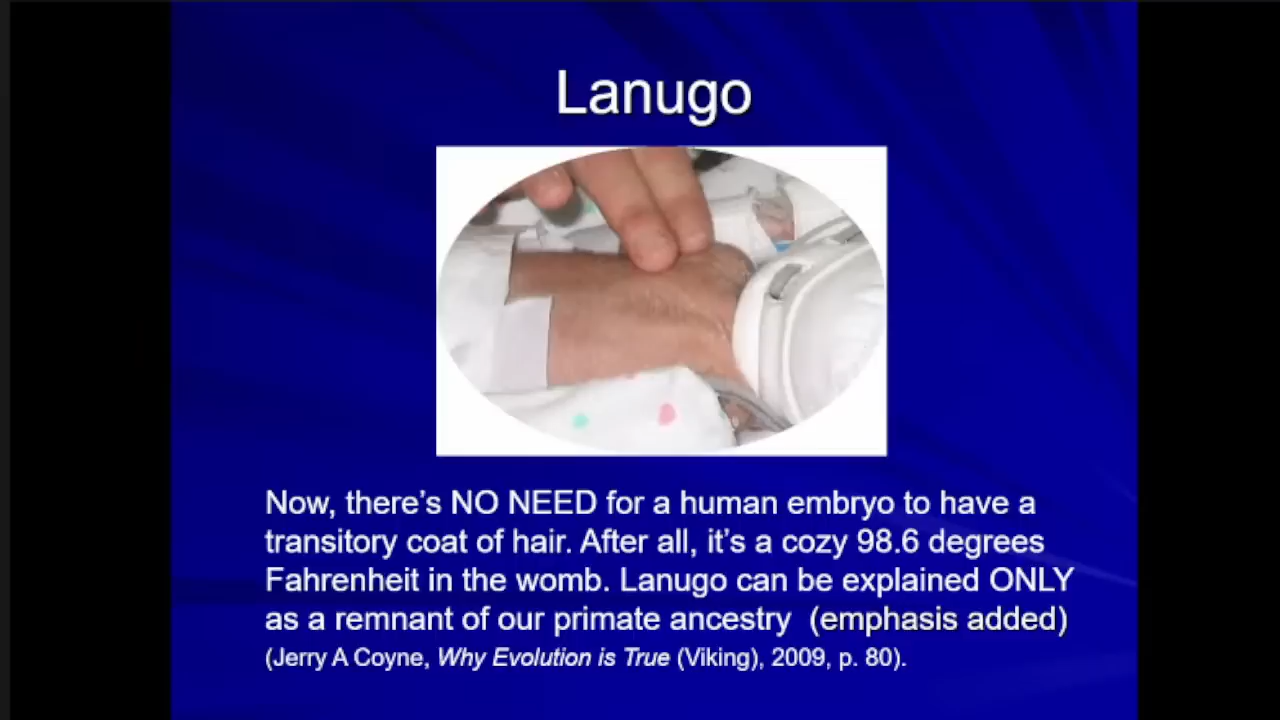 Lanugo
Now, there's NO NEED for a human embryo to have a
transitory coat of hair. After all, it's a cozy 98.6 degrees
Fahrenheit in the womb. Lanugo can be explained ONLY
as a remnant of our primate ancestry (emphasis added)
(Jerry A Coyne, Why Evolution is True (Viking), 2009, p. 80).